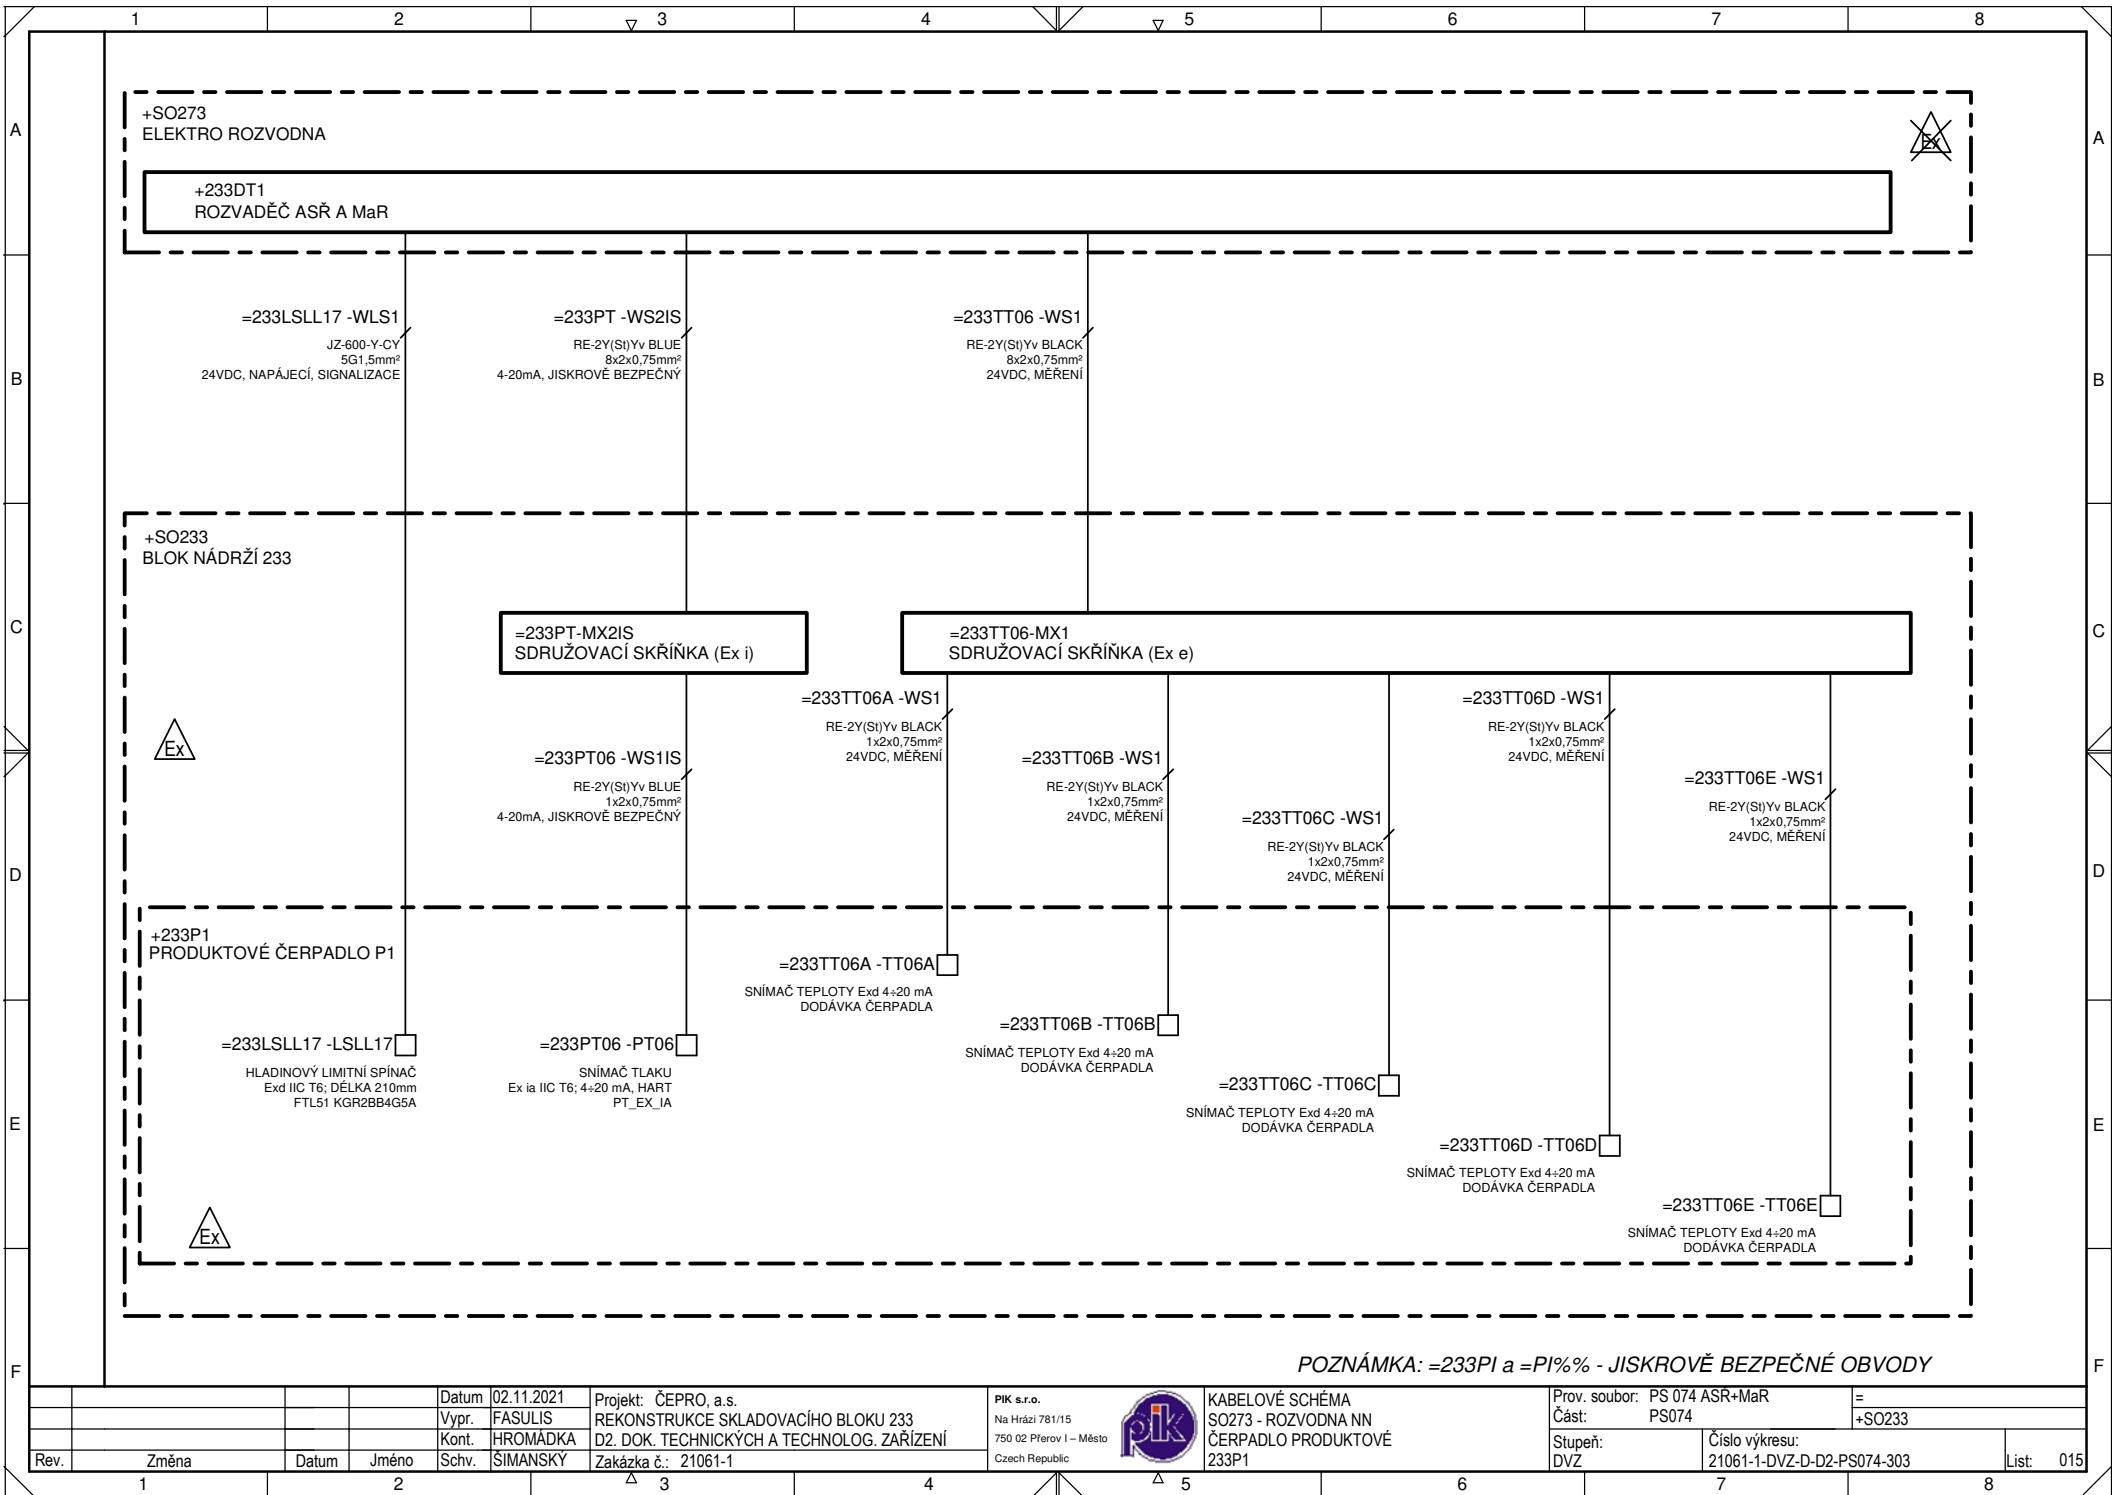 1 2 3 4 5 6 7 8
A A
B B
C C
D D
E E
F F
+SO273
ELEKTRO ROZVODNA
Ex
+233DT1
ROZVADĚČ ASŘ A MaR
=233LSLL17 -WLS1
JZ-600-Y-CY
5G1,5mm²
24VDC, NAPÁJECÍ, SIGNALIZACE
=233PT -WS2IS
RE-2Y(St)Yv BLUE
8x2x0,75mm²
4-20mA, JISKROVĚ BEZPEČNÝ
=233TT06 -WS1
RE-2Y(St)Yv BLACK
8x2x0,75mm²
24VDC, MĚŘENÍ
+SO233
BLOK NÁDRŽÍ 233
=233PT-MX2IS
SDRUŽOVACÍ SKŘÍŇKA (Ex i)
=233TT06-MX1
SDRUŽOVACÍ SKŘÍŇKA (Ex e)
Ex
=233PT06 -WS1IS
RE-2Y(St)Yv BLUE
1x2x0,75mm²
4-20mA, JISKROVĚ BEZPEČNÝ
=233TT06A -WS1
RE-2Y(St)Yv BLACK
1x2x0,75mm²
24VDC, MĚŘENÍ
=233TT06B -WS1
RE-2Y(St)Yv BLACK
1x2x0,75mm²
24VDC, MĚŘENÍ
=233TT06C -WS1
RE-2Y(St)Yv BLACK
1x2x0,75mm²
24VDC, MĚŘENÍ
=233TT06D -WS1
RE-2Y(St)Yv BLACK
1x2x0,75mm²
24VDC, MĚŘENÍ
=233TT06E -WS1
RE-2Y(St)Yv BLACK
1x2x0,75mm²
24VDC, MĚŘENÍ
+233P1
PRODUKTOVÉ ČERPADLO P1
=233LSLL17 -LSLL17
HLADINOVÝ LIMITNÍ SPÍNAČ
Exd IIC T6; DÉLKA 210mm
FTL51 KGR2BB4G5A
=233PT06 -PT06
SNÍMAČ TLAKU
Ex ia IIC T6; 4÷20 mA, HART
PT_EX_IA
=233TT06A -TT06A
SNÍMAČ TEPLOTY Exd 4÷20 mA
DODÁVKA ČERPADLA
=233TT06B -TT06B
SNÍMAČ TEPLOTY Exd 4÷20 mA
DODÁVKA ČERPADLA
=233TT06C -TT06C
SNÍMAČ TEPLOTY Exd 4÷20 mA
DODÁVKA ČERPADLA
=233TT06D -TT06D
SNÍMAČ TEPLOTY Exd 4÷20 mA
DODÁVKA ČERPADLA
=233TT06E -TT06E
SNÍMAČ TEPLOTY Exd 4÷20 mA
DODÁVKA ČERPADLA
Ex
POZNÁMKA: =233PI a =PI%% - JISKROVĚ BEZPEČNÉ OBVODY
Rev. Změna Datum Jméno
Datum 02.11.2021
Vypr. FASULIS
Kont. HROMÁDKA
Schv. ŠIMANSKÝ
Projekt: ČEPRO, a.s.
REKONSTRUKCE SKLADOVACÍHO BLOKU 233
D2. DOK. TECHNICKÝCH A TECHNOLOG. ZAŘÍZENÍ
Zakázka č.: 21061-1
PIK s.r.o.
Na Hrázi 781/15
750 02 Přerov I – Město
Czech Republic
pik
KABELOVÉ SCHÉMA
SO273 - ROZVODNA NN
ČERPADLO PRODUKTOVÉ
233P1
Prov. soubor: PS 074 ASŘ+MaR
Část: PS074
Stupeň:
DVZ
=
+SO233
Číslo výkresu:
21061-1-DVZ-D-D2-PS074-303
List: 015
1 2 3 4 5 6 7 8